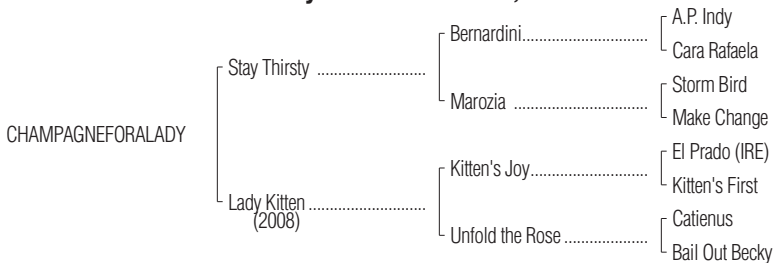 A.P. Indy
Bernardini
Cara Rafaela
Stay Thirsty
Storm Bird
Marozia
Make Change
CHAMPAGNEFORALADY
El Prado (IRE)
Kitten's Joy
Kitten's First
Lady Kitten
(2008)
Catienus
Unfold the Rose
Bail Out Becky